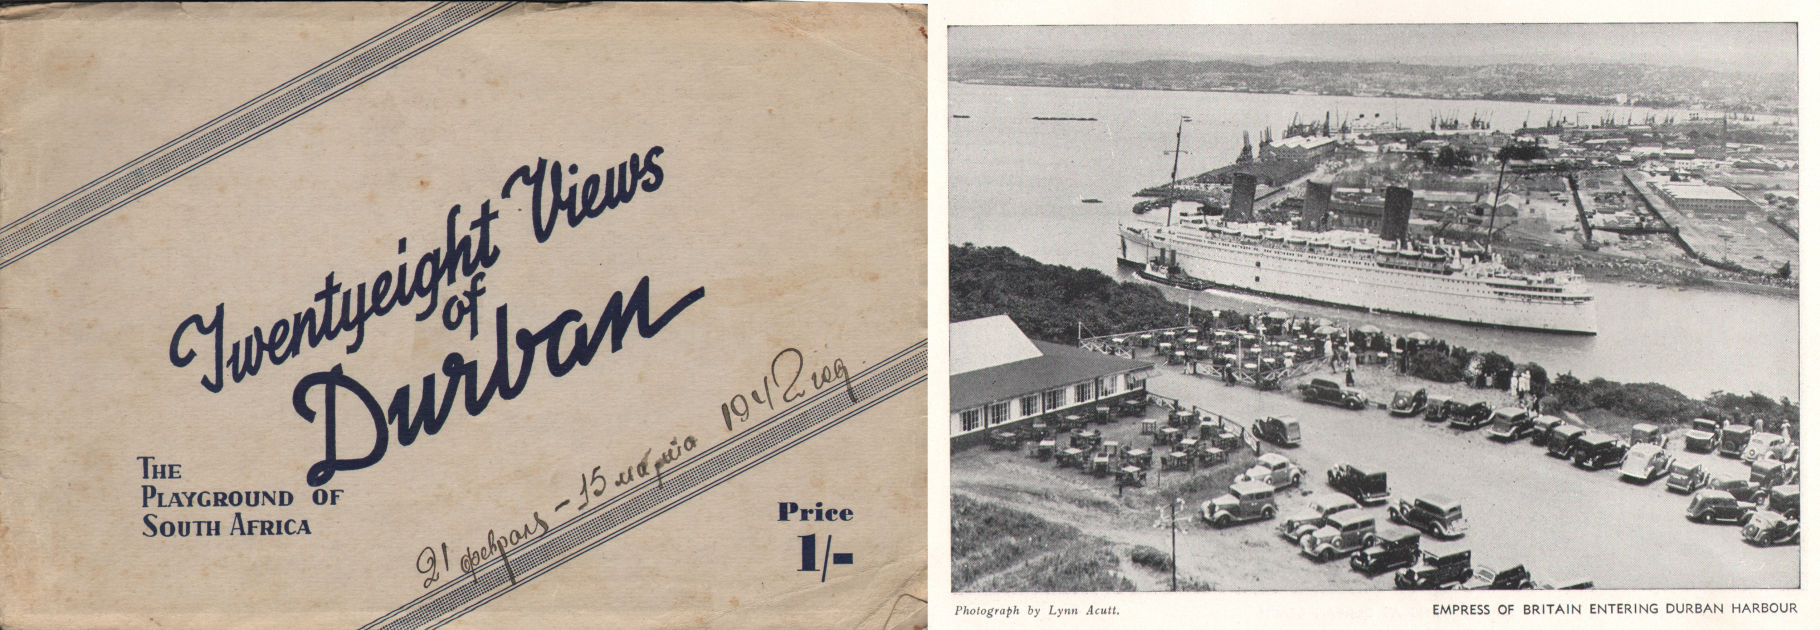 Twentyeight Views
of
Durban
21 февраля – 15 марта 1942 год.
THE
PLAYGROUND OF
SOUTH AFRICA
Price
1/-
Photograph by Lynn Acutt.
EMPRESS OF BRITAIN ENTERING DURBAN HARBOUR